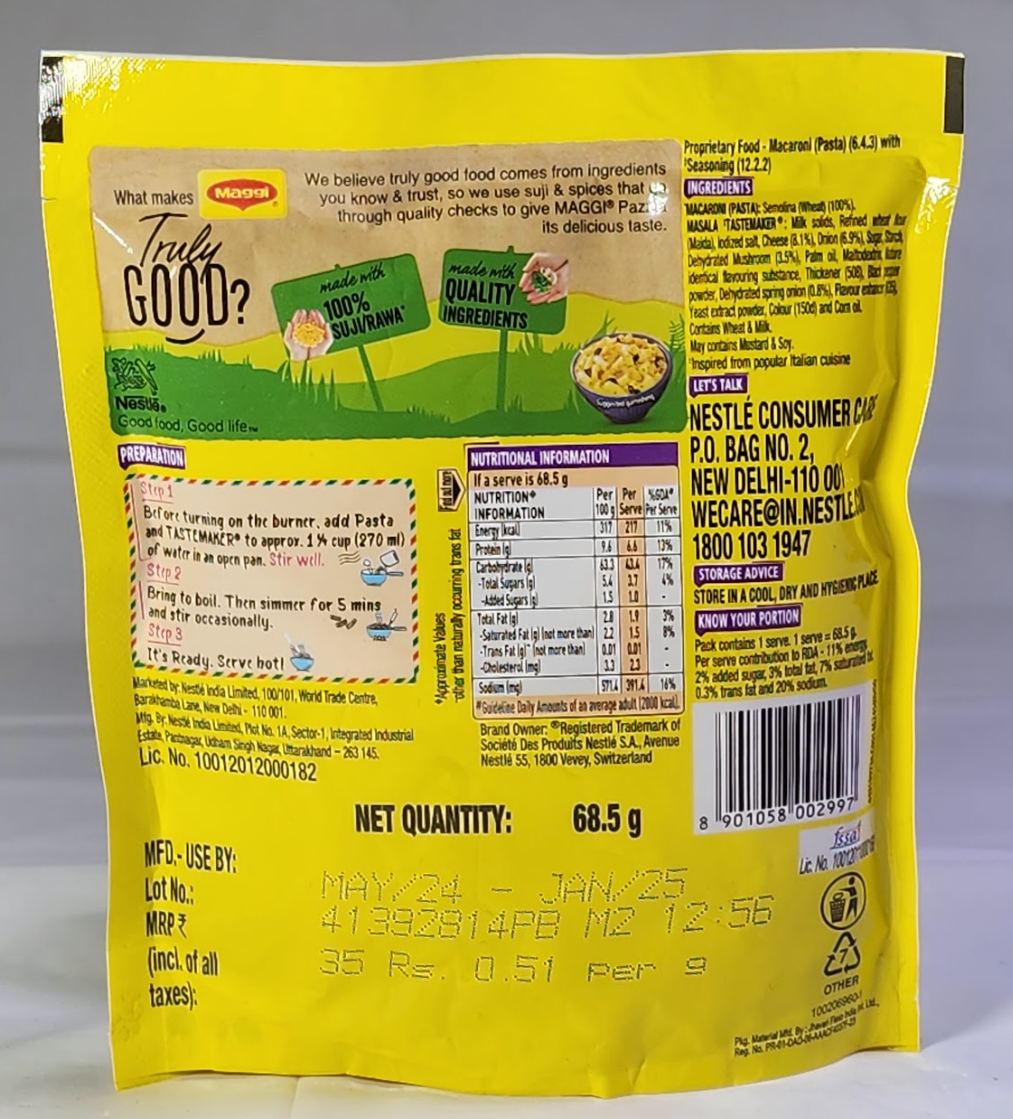 What makes Maggi
Truly
GOOD?
We believe truly good food comes from ingredients
you know & trust, so we use suji & spices that
through quality checks to give MAGGI® Pazzta
its delicious taste.
made with
100%
SUJI/RAWA*
made with
QUALITY
INGREDIENTS
Nestlé®
Good food, Good life™
Proprietary Food - Macaroni (Pasta) (6.4.3) with
Seasoning (12.2.2)
INGREDIENTS
MACARONI (PASTA): Semolina (Wheat) (100%).
MASALA TASTEMAKER®: Milk solids, Refined wheat flour
(Maida), Iodized salt, Cheese (8.1%), Onion (6.9%), Sugar, Starch,
Dehydrated Mushroom (3.5%), Palm oil, Maltodextrin, Nature
identical flavouring substance, Thickener (508), Black pepper
powder, Dehydrated spring onion (0.8%), Flavour enhancer (635),
Yeast extract powder, Colour (150d) and Corn oil.
Contains Wheat & Milk.
May contains Mustard & Soy.
*Inspired from popular Italian cuisine
LET'S TALK
NESTLÉ CONSUMER CARE
P.O. BAG NO. 2,
NEW DELHI-110 001
WECARE@IN.NESTLE.
1800 103 1947
STORAGE ADVICE
STORE IN A COOL, DRY AND HYGIENIC PLACE
KNOW YOUR PORTION
Pack contains 1 serve. 1 serve = 68.5 g.
Per serve contribution to RDA - 11% energy,
2% added sugar, 3% total fat, 7% saturated fat,
0.3% trans fat and 20% sodium.
PREPARATION
Step 1
Before turning on the burner, add Pasta
and TASTEMAKER® to approx. 1 ¾ cup (270 ml)
of water in an open pan. Stir well.
Step 2
Bring to boil. Then simmer for 5 mins
and stir occasionally.
Step 3
It's Ready. Serve hot!
Find out more
*Approximate Values
~other than naturally occurring trans fat
NUTRITIONAL INFORMATION
If a serve is 68.5 g
NUTRITION* INFORMATION Per 100 g Per Serve %GDA# Per Serve
Energy (kcal) 317 217 11%
Protein (g) 9.6 6.6 13%
Carbohydrate (g) 63.3 43.4 17%
-Total Sugars (g) 5.4 3.7 4%
-Added Sugars (g) 1.5 1.0 -
Total Fat (g) 2.8 1.9 3%
-Saturated Fat (g) (not more than) 2.2 1.5 8%
-Trans Fat (g)~ (not more than) 0.01 0.01 -
-Cholesterol (mg) 3.3 2.3 -
Sodium (mg) 571.4 391.4 16%
#Guideline Daily Amounts of an average adult (2000 kcal).
Marketed by: Nestlé India Limited, 100/101, World Trade Centre,
Barakhamba Lane, New Delhi - 110 001.
Mfg. By: Nestlé India Limited, Plot No. 1A, Sector-1, Integrated Industrial
Estate, Pantnagar, Udham Singh Nagar, Uttarakhand - 263 145.
Lic. No. 10012012000182
Brand Owner: ®Registered Trademark of
Société Des Produits Nestlé S.A., Avenue
Nestlé 55, 1800 Vevey, Switzerland
8 901058 002997
fssai
Lic. No.
NET QUANTITY: 68.5 g
MFD.- USE BY: MAY/24 - JAN/25
Lot No.: 41392814PB MZ 12:56
MRP ₹ 35 Rs. 0.51 Per g
(incl. of all
taxes):
7
OTHER
100206960-1
Pkg. Material Mfd. By:
Reg. No.